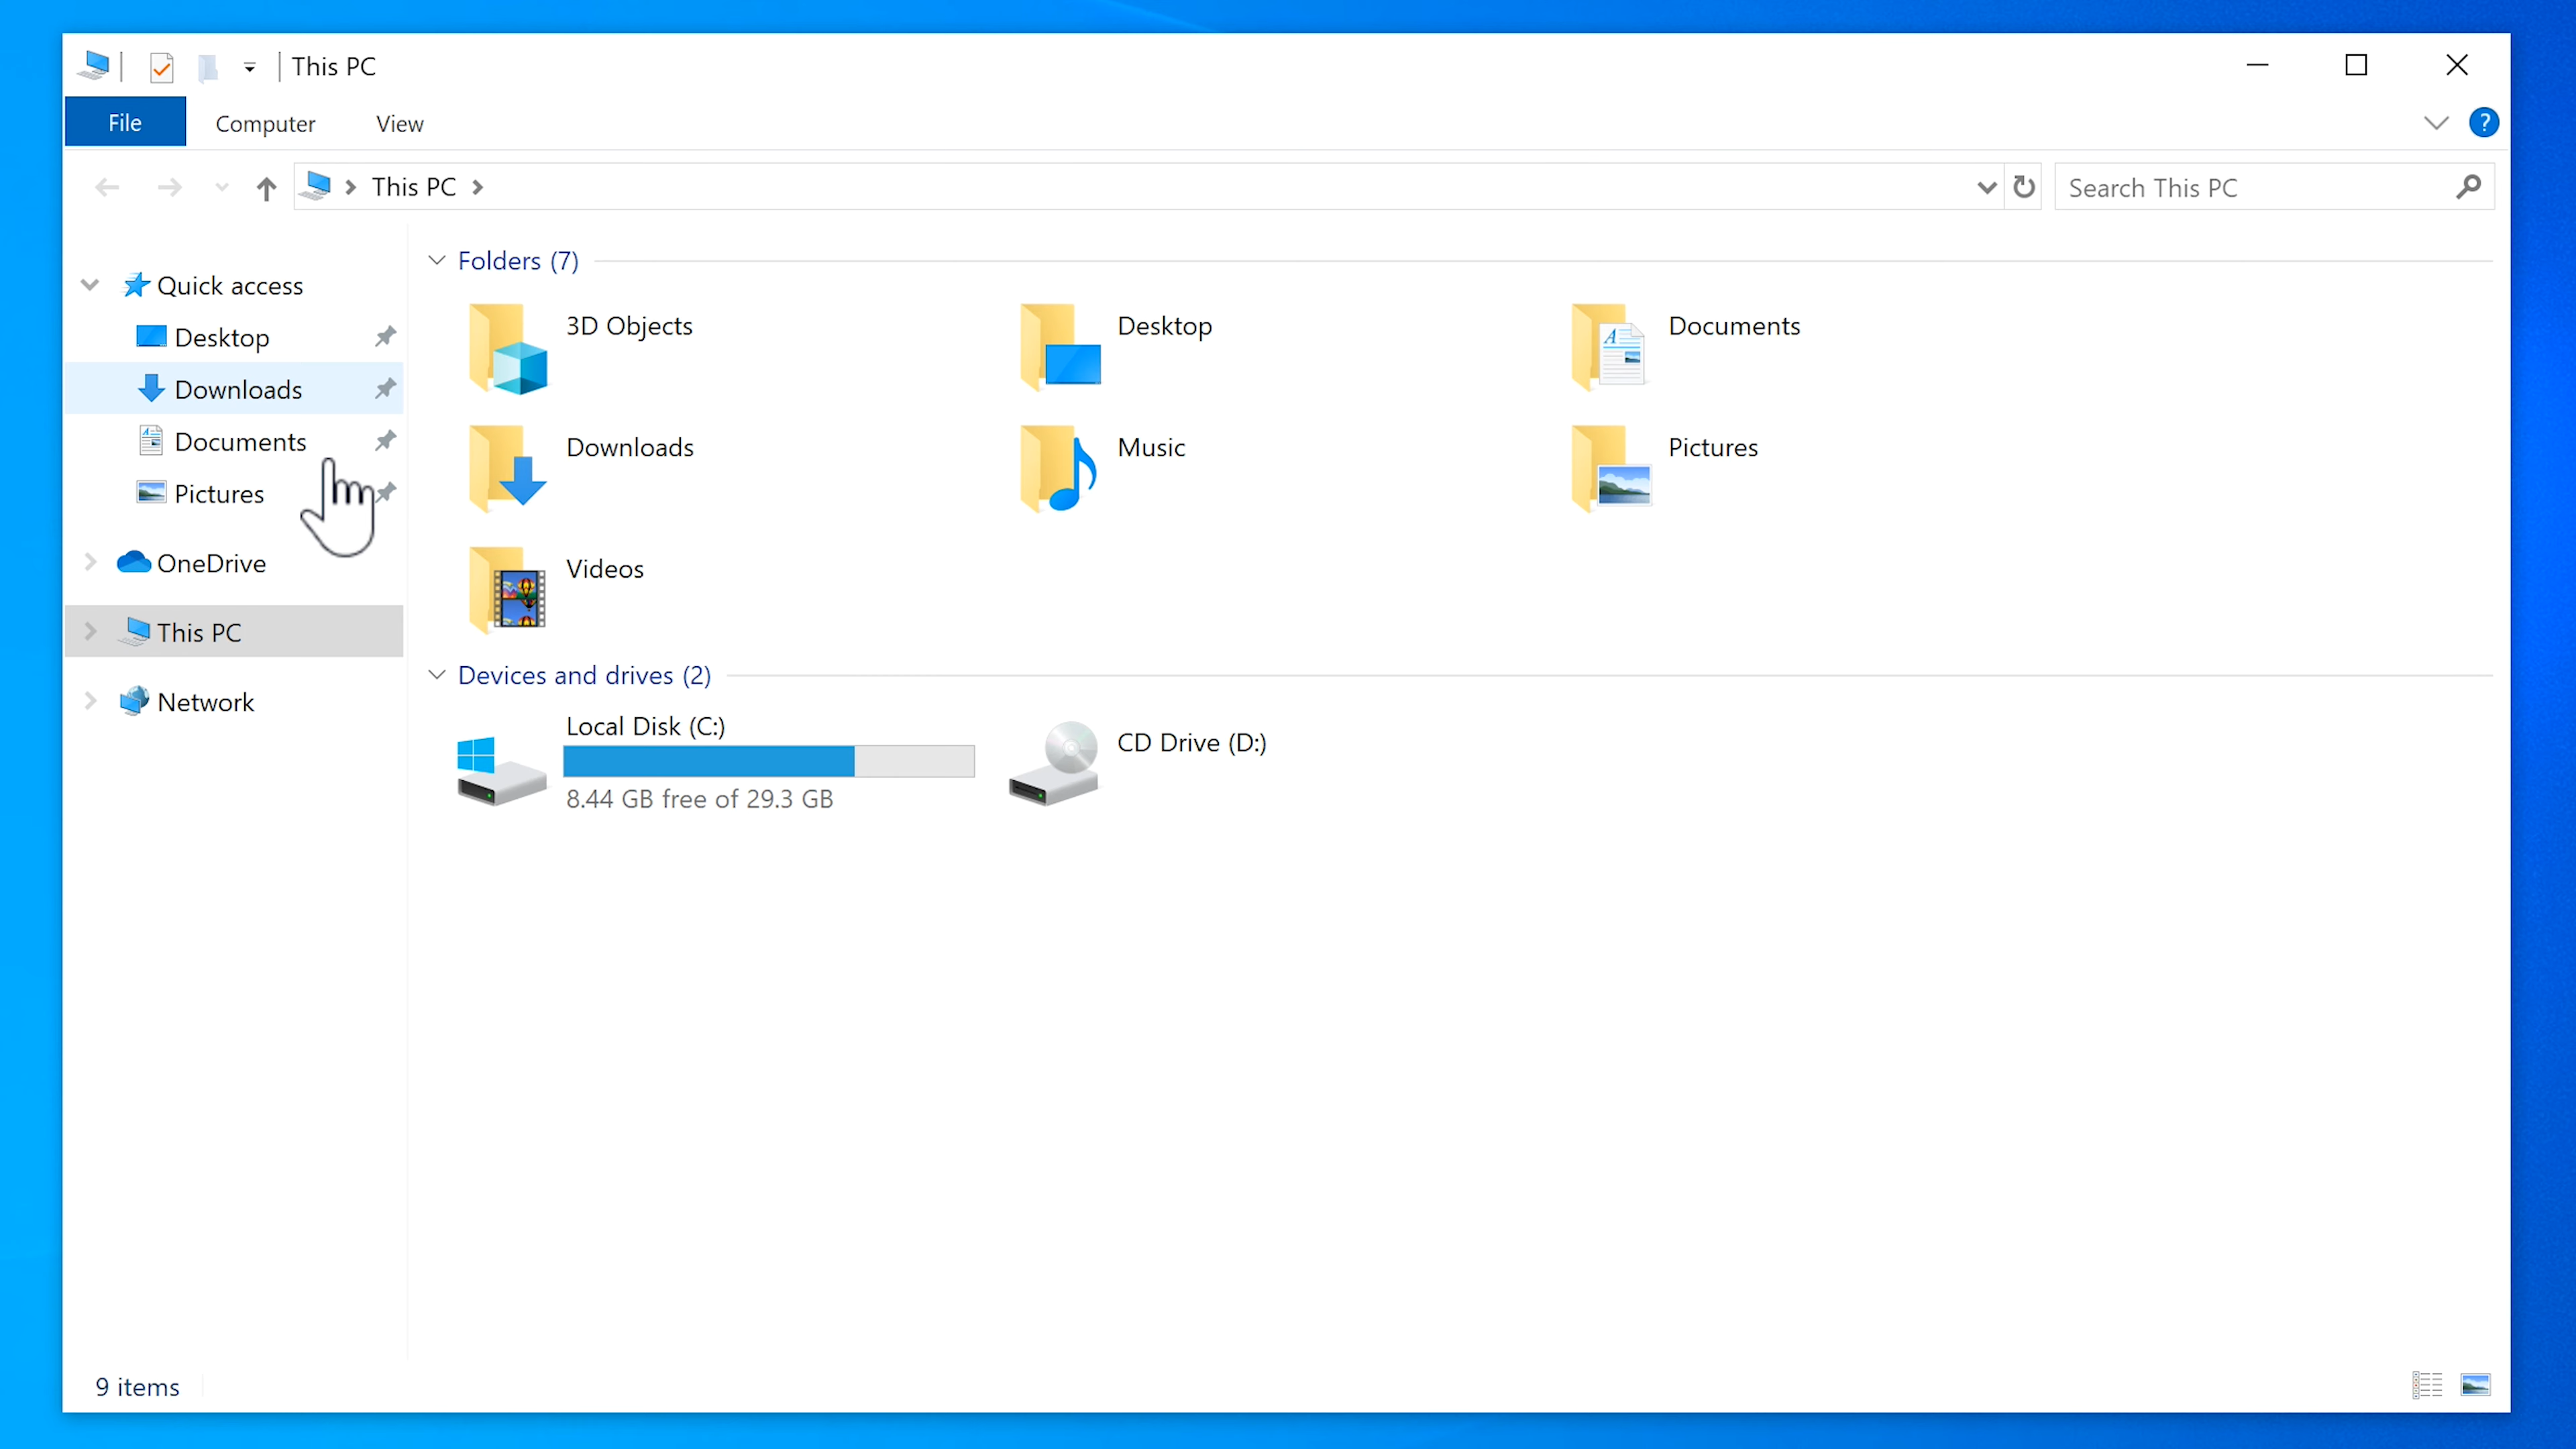 This PC
File
Computer
View
?
This PC
Search This PC
Quick access
Desktop
Downloads
Documents
Pictures
OneDrive
This PC
Network
Folders (7)
3D Objects
Desktop
Documents
Downloads
Music
Pictures
Videos
Devices and drives (2)
Local Disk (C:)
8.44 GB free of 29.3 GB
CD Drive (D:)
9 items